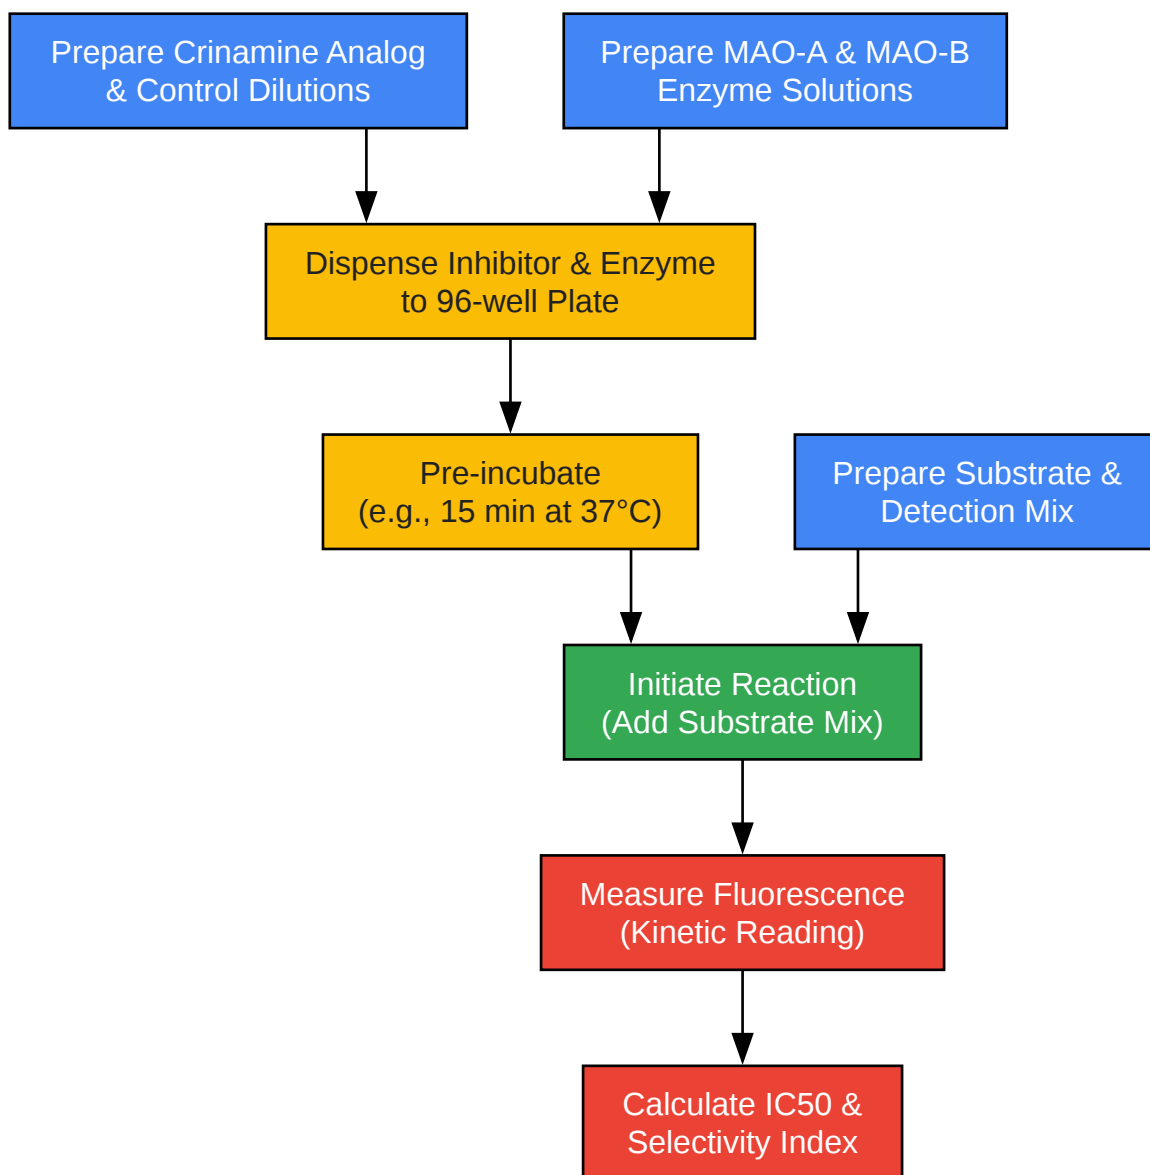 Prepare Crinamine Analog
& Control Dilutions
Prepare MAO-A & MAO-B
Enzyme Solutions
Dispense Inhibitor & Enzyme
to 96-well Plate
Pre-incubate
(e.g., 15 min at 37°C)
Prepare Substrate &
Detection Mix
Initiate Reaction
(Add Substrate Mix)
Measure Fluorescence
(Kinetic Reading)
Calculate IC50 &
Selectivity Index